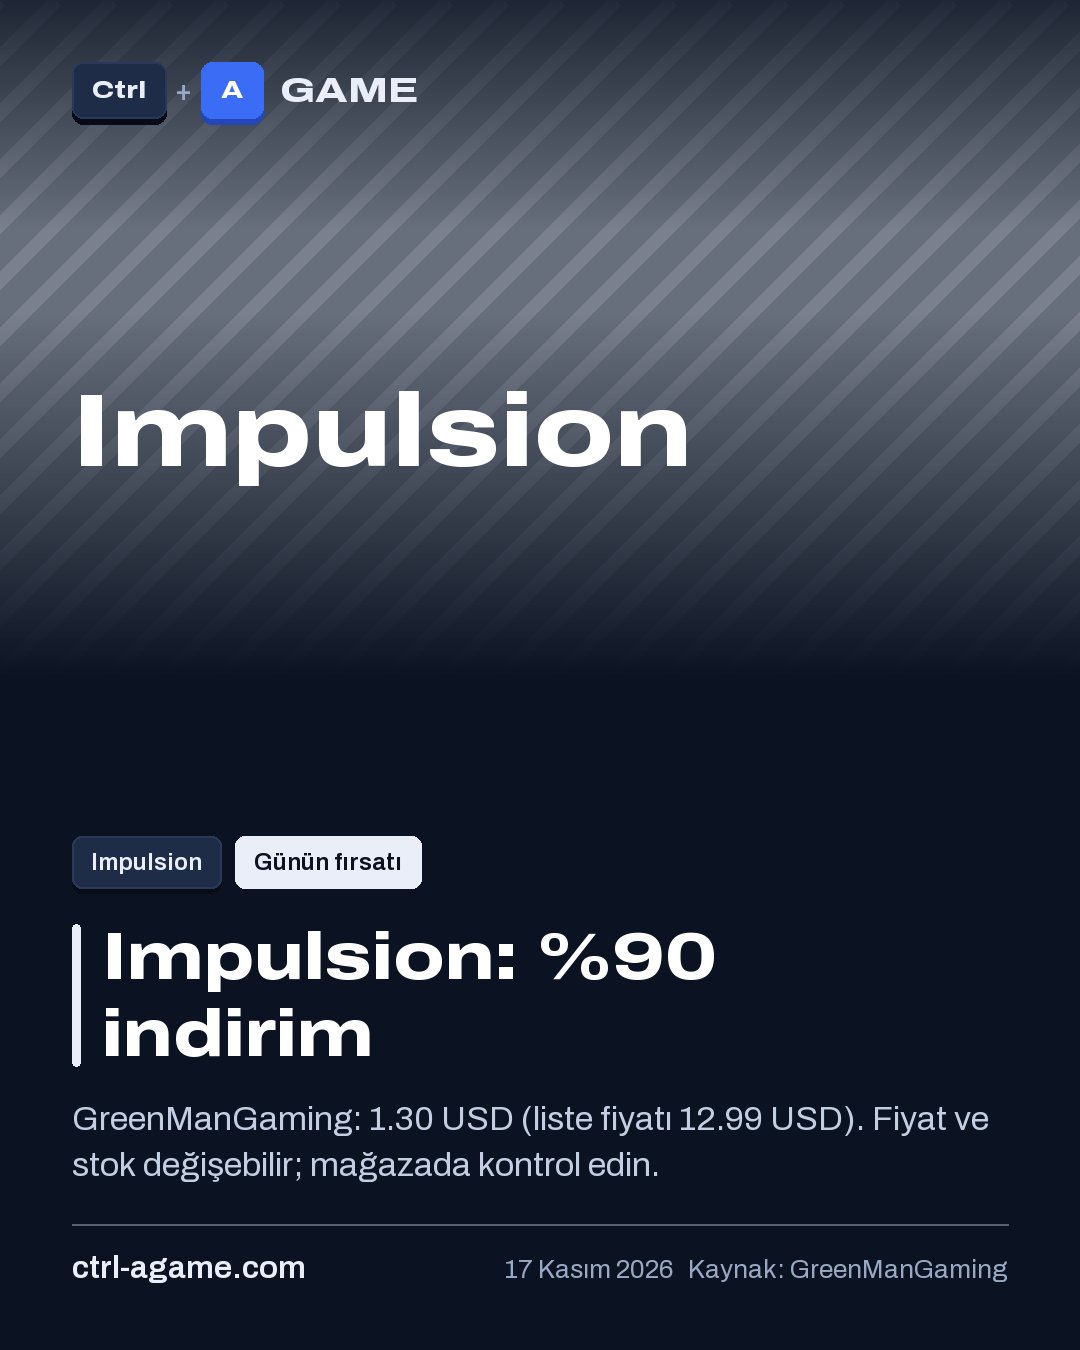 Ctrl + A GAME
Impulsion
Impulsion Günün fırsatı
Impulsion: %90
indirim
GreenManGaming: 1.30 USD (liste fiyatı 12.99 USD). Fiyat ve
stok değişebilir; mağazada kontrol edin.
ctrl-agame.com 17 Kasım 2026 Kaynak: GreenManGaming